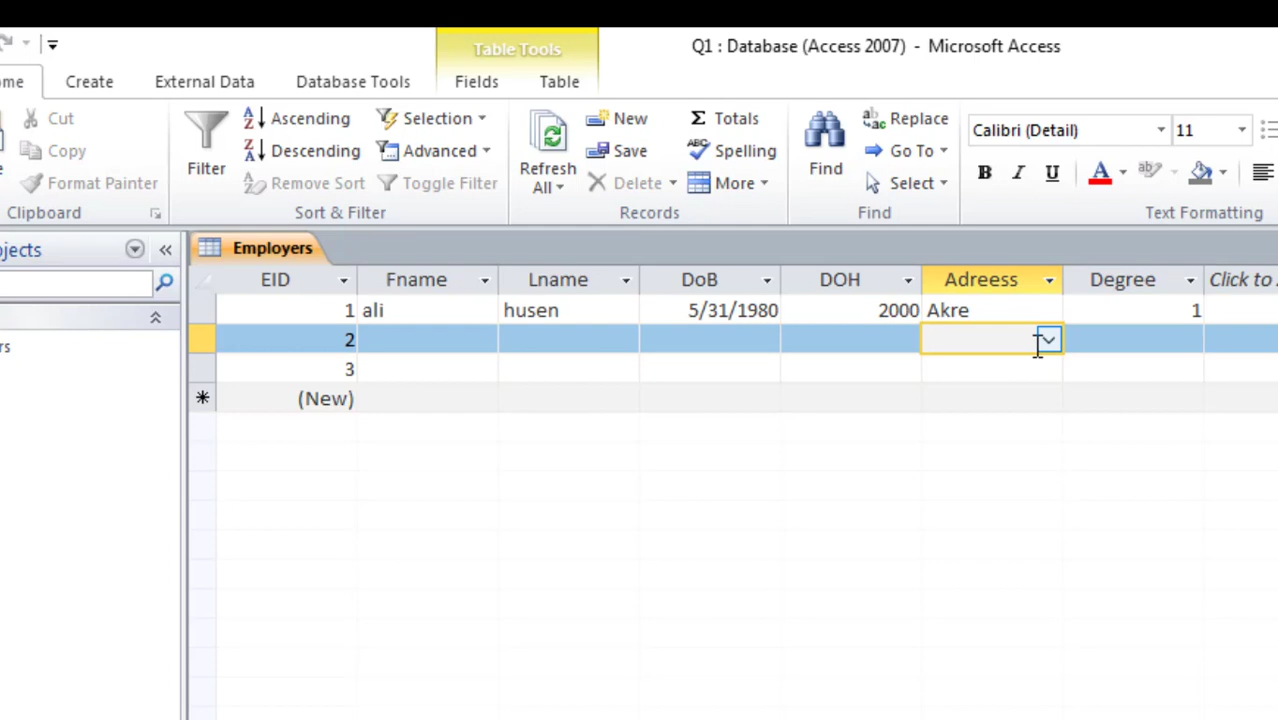 Table Tools
Q1 : Database (Access 2007) - Microsoft Access
ome Create External Data Database Tools Fields Table
Cut
Copy
Format Painter
Clipboard
Filter
Ascending
Descending
Remove Sort
Selection
Advanced
Toggle Filter
Sort & Filter
Refresh
All
New
Save
Delete
Totals
Spelling
More
Records
Find
Replace
Go To
Select
Find
Calibri (Detail) 11
B I U A ab
Text Formatting
ojects
rs
Employers
EID Fname Lname DoB DOH Adreess Degree Click to
1 ali husen 5/31/1980 2000 Akre 1
2
3
(New)